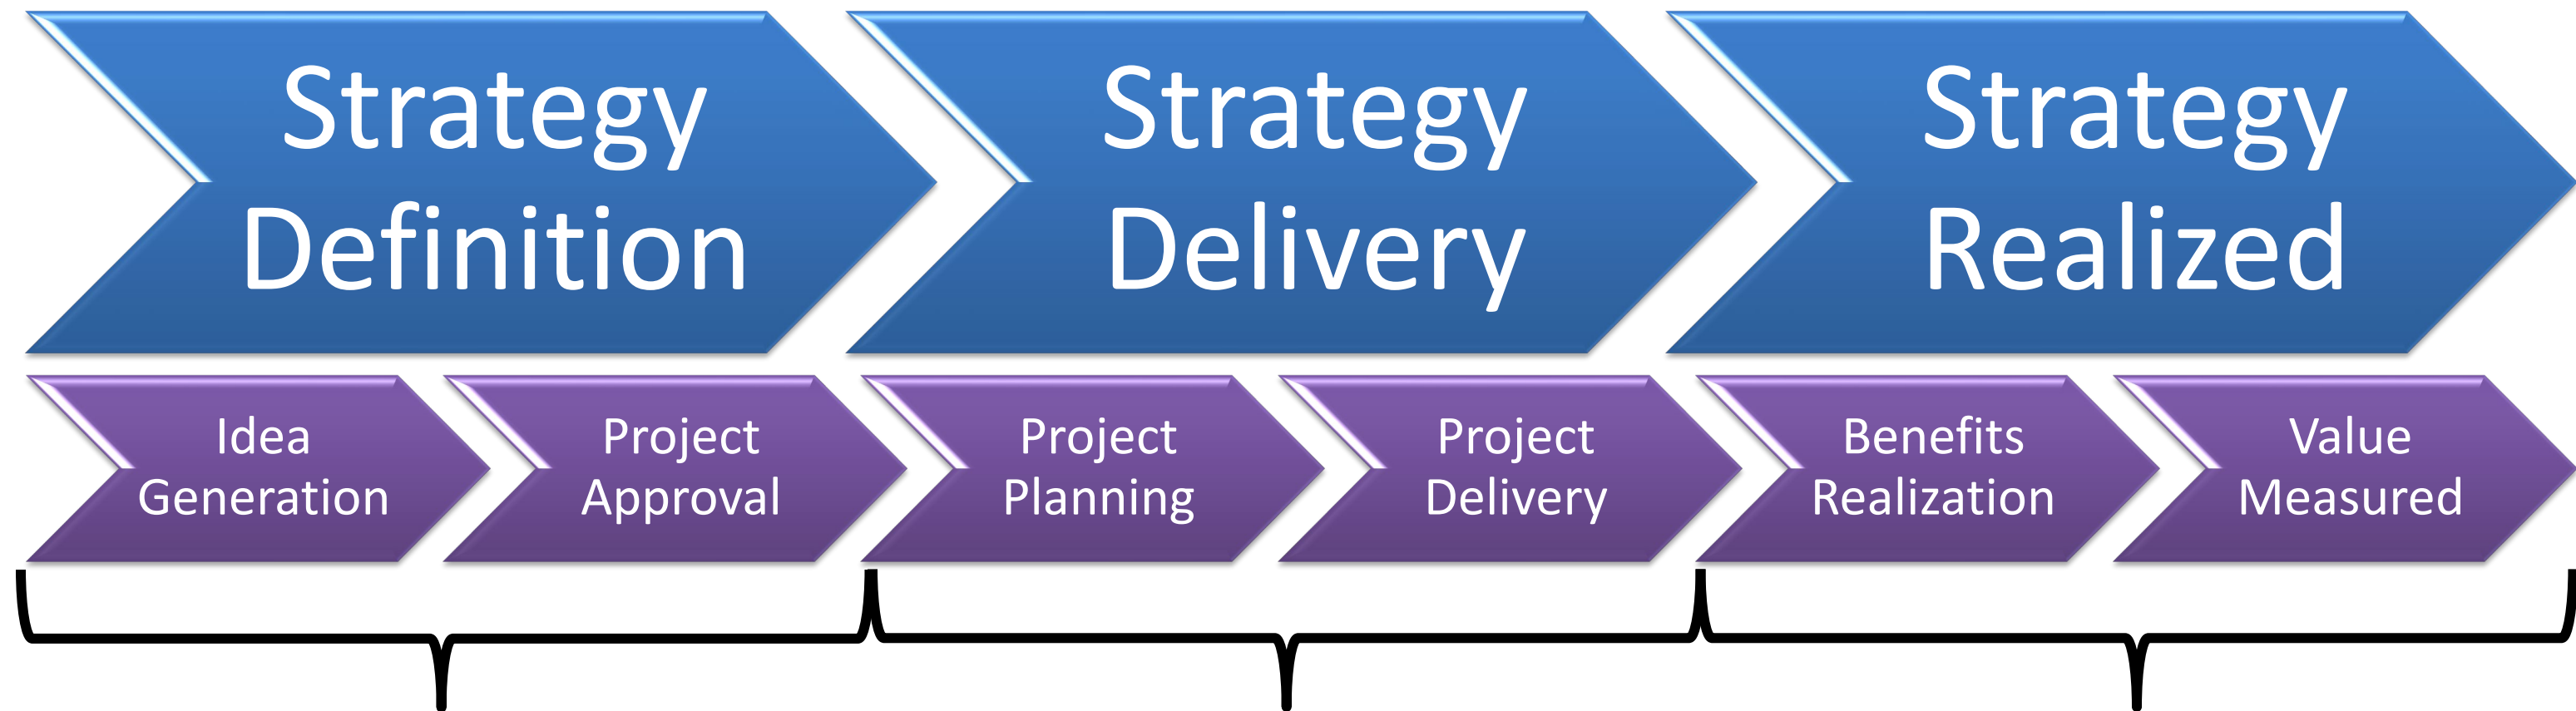 Strategy
Definition
Strategy
Delivery
Strategy
Realized
Idea
Generation
Project
Approval
Project
Planning
Project
Delivery
Benefits
Realization
Value
Measured